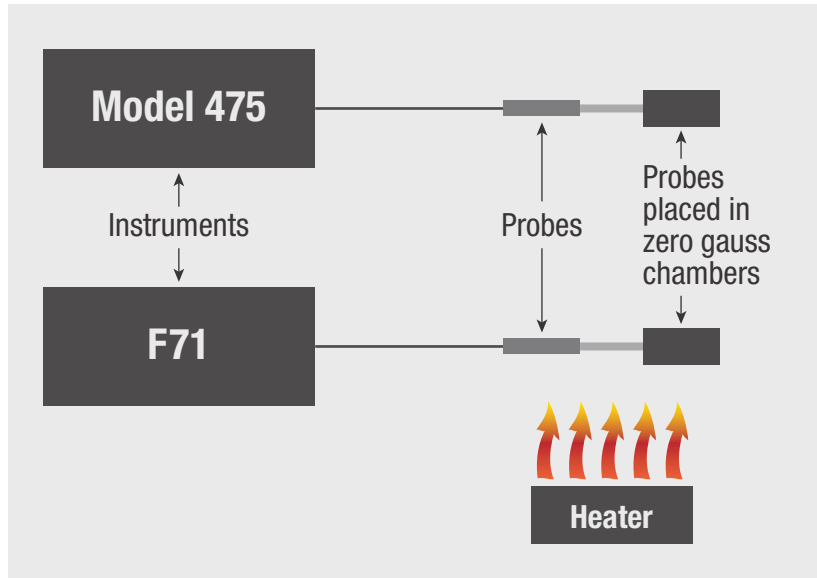 Model 475
Instruments
Probes
Probes
placed in
zero gauss
chambers
F71
Heater